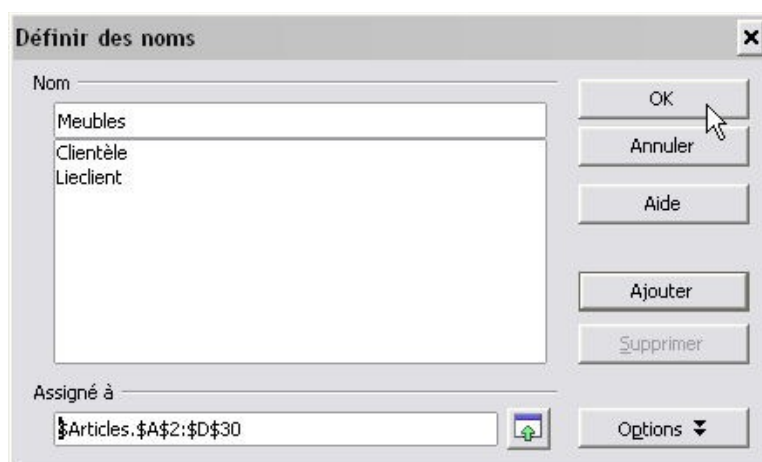 Définir des noms
Nom
Meubles
Clientèle
Lieclient
OK
Annuler
Aide
Ajouter
Supprimer
Assigné à
$Articles.$A$2:$D$30
Options